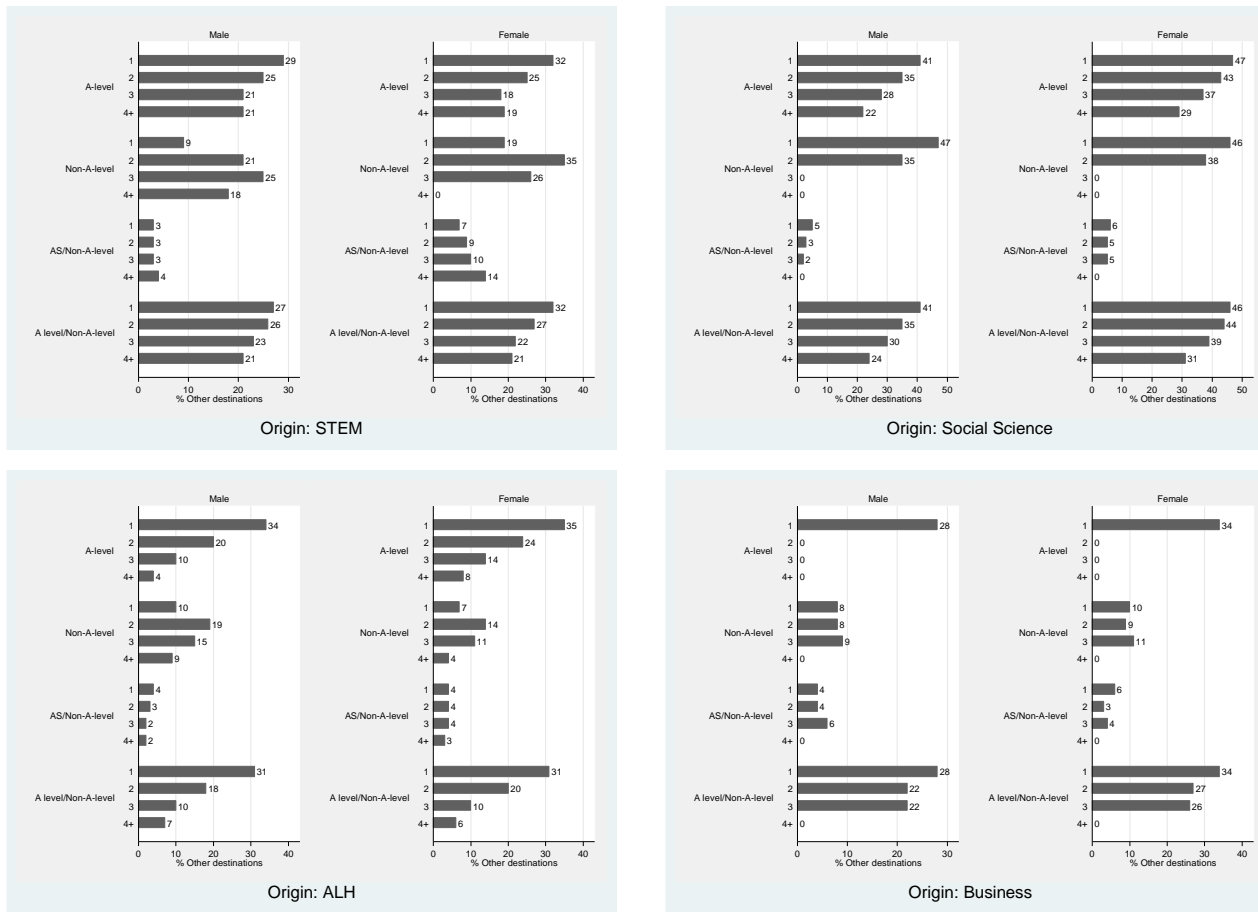 Male
A-level
1 29
2 25
3 21
4+ 21
Non-A-level
1 9
2 21
3 25
4+ 18
AS/Non-A-level
1 3
2 3
3 3
4+ 4
A level/Non-A-level
1 27
2 26
3 23
4+ 21
0 10 20 30
% Other destinations
Female
A-level
1 32
2 25
3 18
4+ 19
Non-A-level
1 19
2 35
3 26
4+ 0
AS/Non-A-level
1 7
2 9
3 10
4+ 14
A level/Non-A-level
1 32
2 27
3 22
4+ 21
0 10 20 30 40
% Other destinations
Origin: STEM
Male
A-level
1 41
2 35
3 28
4+ 22
Non-A-level
1 47
2 35
3 0
4+ 0
AS/Non-A-level
1 5
2 3
3 2
4+ 0
A level/Non-A-level
1 41
2 35
3 30
4+ 24
0 10 20 30 40 50
% Other destinations
Female
A-level
1 47
2 43
3 37
4+ 29
Non-A-level
1 46
2 38
3 0
4+ 0
AS/Non-A-level
1 6
2 5
3 5
4+ 0
A level/Non-A-level
1 46
2 44
3 39
4+ 31
0 10 20 30 40 50
% Other destinations
Origin: Social Science
Male
A-level
1 34
2 20
3 10
4+ 4
Non-A-level
1 10
2 19
3 15
4+ 9
AS/Non-A-level
1 4
2 3
3 2
4+ 2
A level/Non-A-level
1 31
2 18
3 10
4+ 7
0 10 20 30 40
% Other destinations
Female
A-level
1 35
2 24
3 14
4+ 8
Non-A-level
1 7
2 14
3 11
4+ 4
AS/Non-A-level
1 4
2 4
3 4
4+ 3
A level/Non-A-level
1 31
2 20
3 10
4+ 6
0 10 20 30 40
% Other destinations
Origin: ALH
Male
A-level
1 28
2 0
3 0
4+ 0
Non-A-level
1 8
2 8
3 9
4+ 0
AS/Non-A-level
1 4
2 4
3 6
4+ 0
A level/Non-A-level
1 28
2 22
3 22
4+ 0
0 10 20 30
% Other destinations
Female
A-level
1 34
2 0
3 0
4+ 0
Non-A-level
1 10
2 9
3 11
4+ 0
AS/Non-A-level
1 6
2 3
3 4
4+ 0
A level/Non-A-level
1 34
2 27
3 26
4+ 0
0 10 20 30 40
% Other destinations
Origin: Business